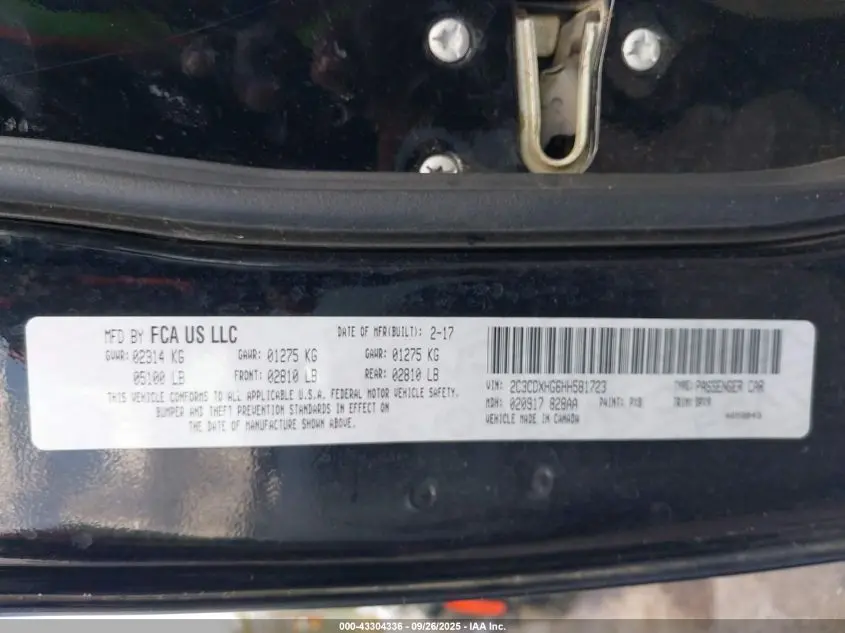 MFD BY FCA US LLC DATE OF MFR(BUILT): 2-17
GVWR: 02314 KG GAWR: 01275 KG GAWR: 01275 KG
05100 LB FRONT: 02810 LB REAR: 02810 LB
THIS VEHICLE CONFORMS TO ALL APPLICABLE U.S.A. FEDERAL MOTOR VEHICLE SAFETY,
BUMPER AND THEFT PREVENTION STANDARDS IN EFFECT ON
THE DATE OF MANUFACTURE SHOWN ABOVE.
VIN: 2C3CDXHG6HH581723 TYPE: PASSENGER CAR
MDH: 020917 828AA PAINT: PX8 TRIM:
VEHICLE MADE IN CANADA
000-43304336 - 09/26/2025 - IAA Inc.